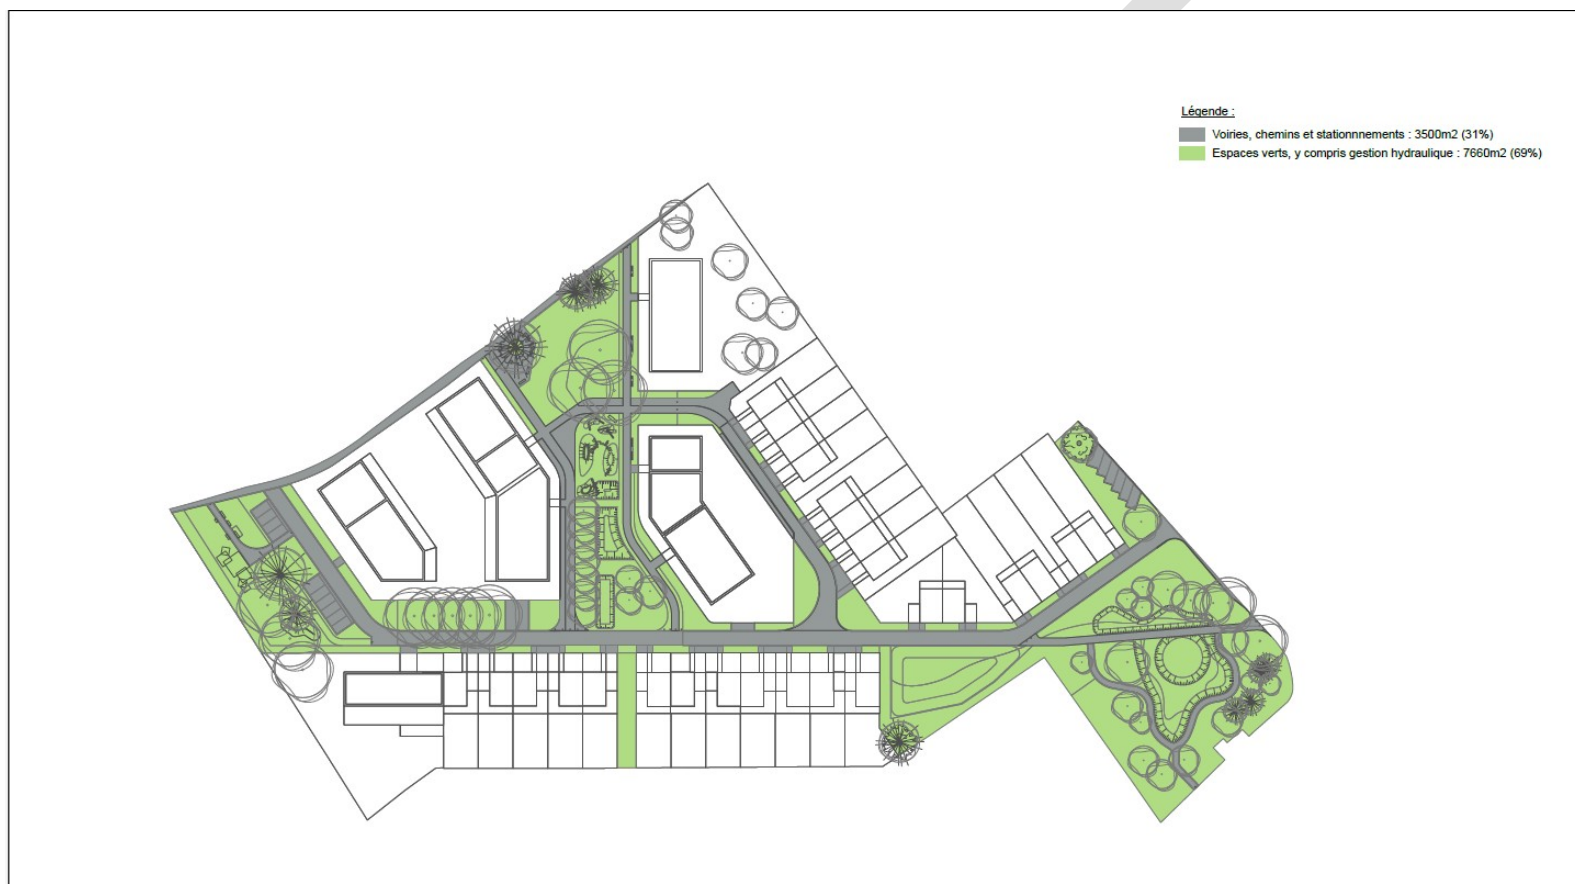 Légende :
Voiries, chemins et stationnnements : 3500m2 (31%)
Espaces verts, y compris gestion hydraulique : 7660m2 (69%)